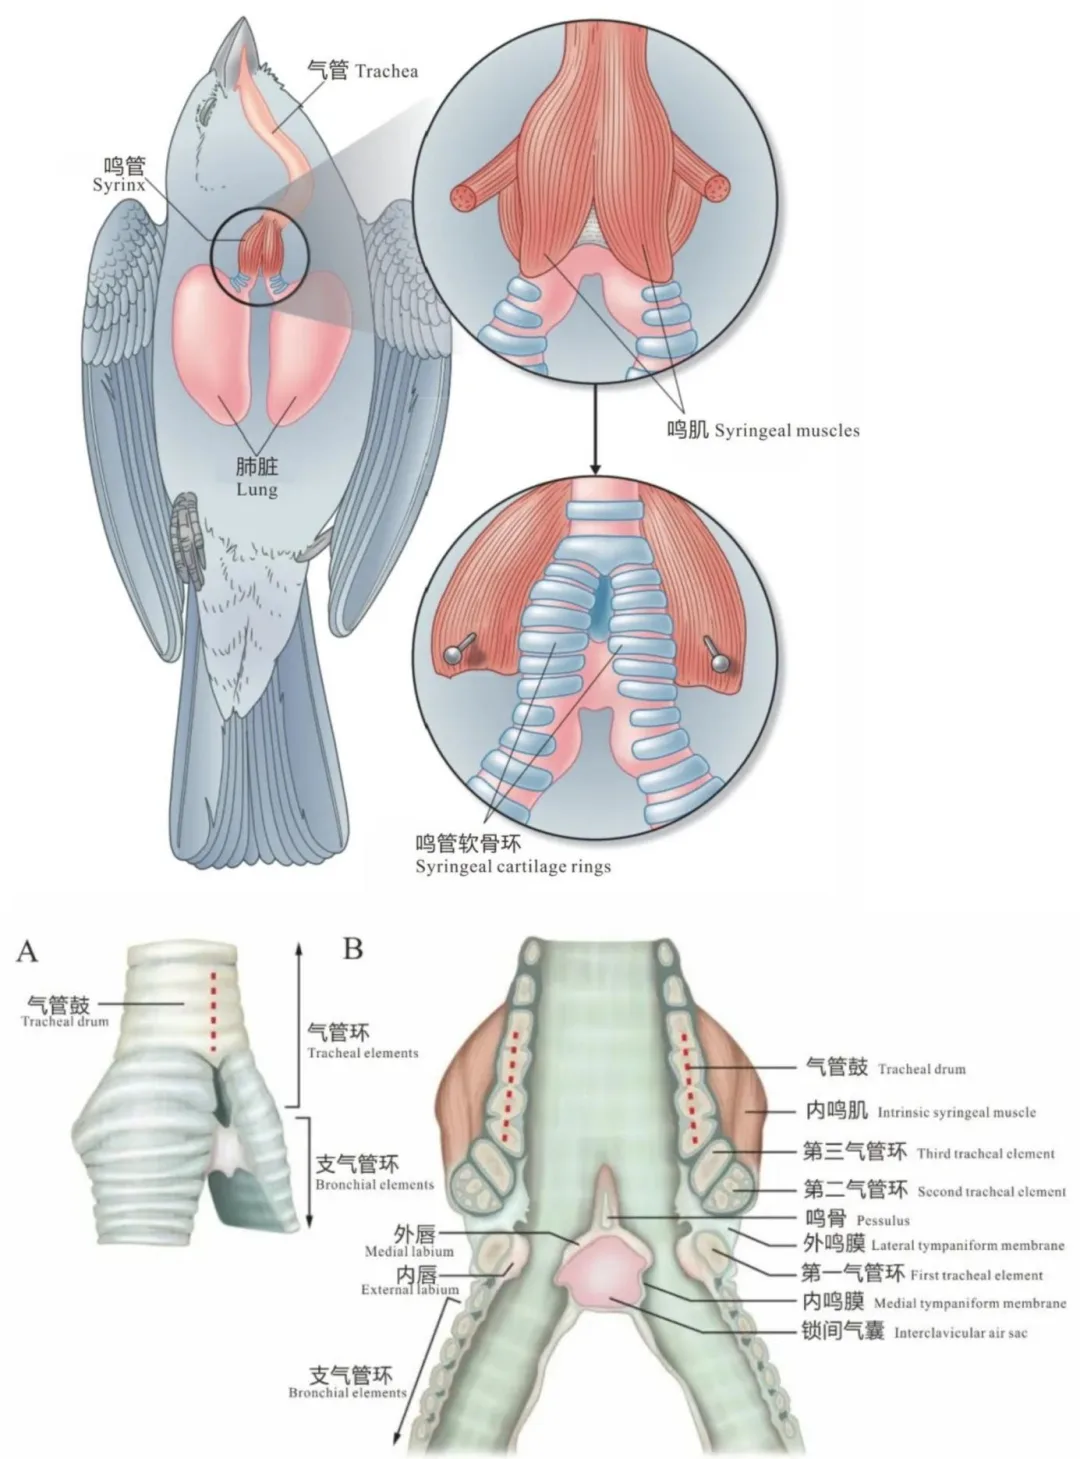 气管 Trachea
鸣管
Syrinx
肺脏
Lung
鸣肌 Syringeal muscles
鸣管软骨环
Syringeal cartilage rings
A
气管鼓
Tracheal drum
气管环
Tracheal elements
支气管环
Bronchial elements
B
外唇
Medial labium
内唇
External labium
支气管环
Bronchial elements
气管鼓 Tracheal drum
内鸣肌 Intrinsic syringeal muscle
第三气管环 Third tracheal element
第二气管环 Second tracheal element
鸣骨 Pessulus
外鸣膜 Lateral tympaniform membrane
第一气管环 First tracheal element
内鸣膜 Medial tympaniform membrane
锁间气囊 Interclavicular air sac